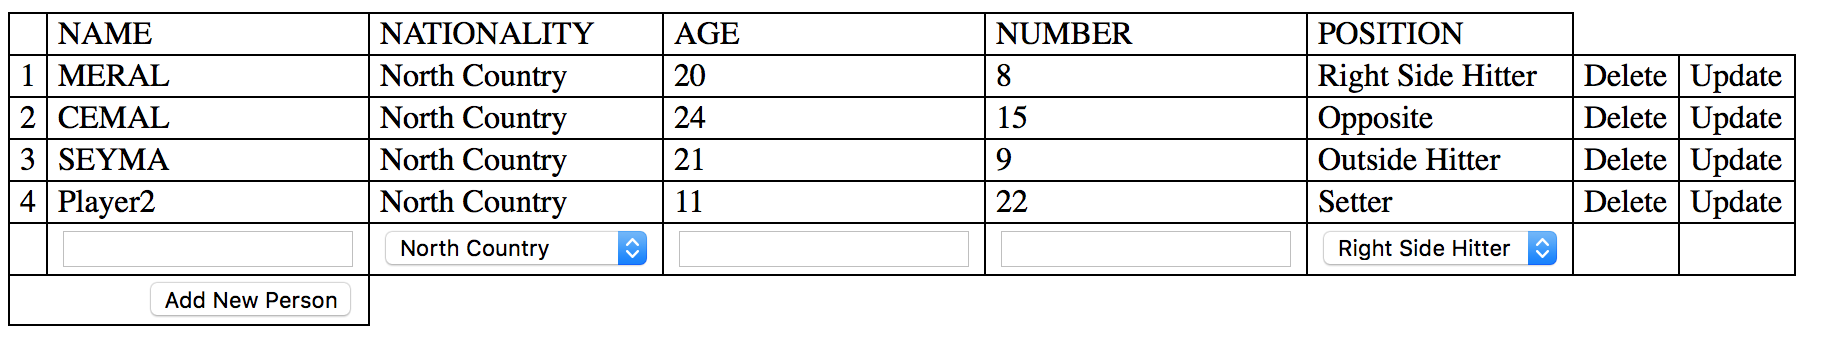 NAME NATIONALITY AGE NUMBER POSITION
1 MERAL North Country 20 8 Right Side Hitter Delete Update
2 CEMAL North Country 24 15 Opposite Delete Update
3 SEYMA North Country 21 9 Outside Hitter Delete Update
4 Player2 North Country 11 22 Setter Delete Update
North Country Right Side Hitter
Add New Person